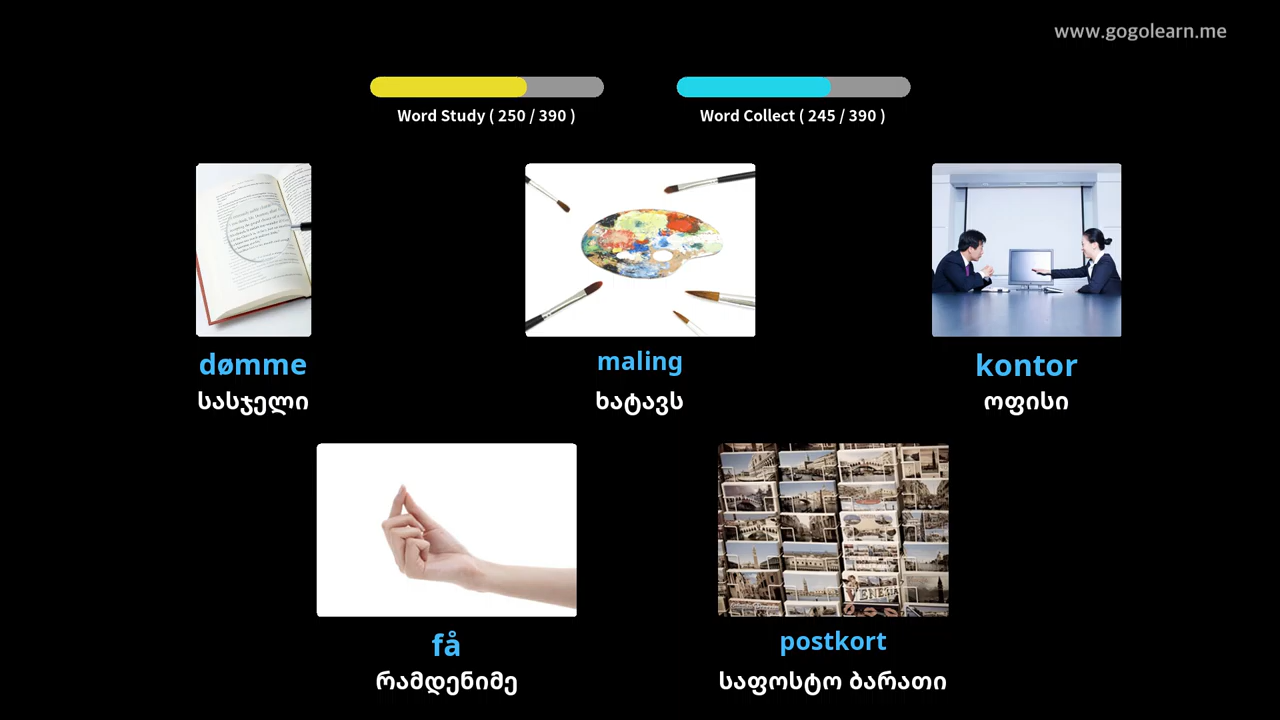 www.gogolearn.me
Word Study ( 250 / 390 )
Word Collect ( 245 / 390 )
dømme
სასჯელი
maling
ხატავს
kontor
ოფისი
få
რამდენიმე
postkort
საფოსტო ბარათი